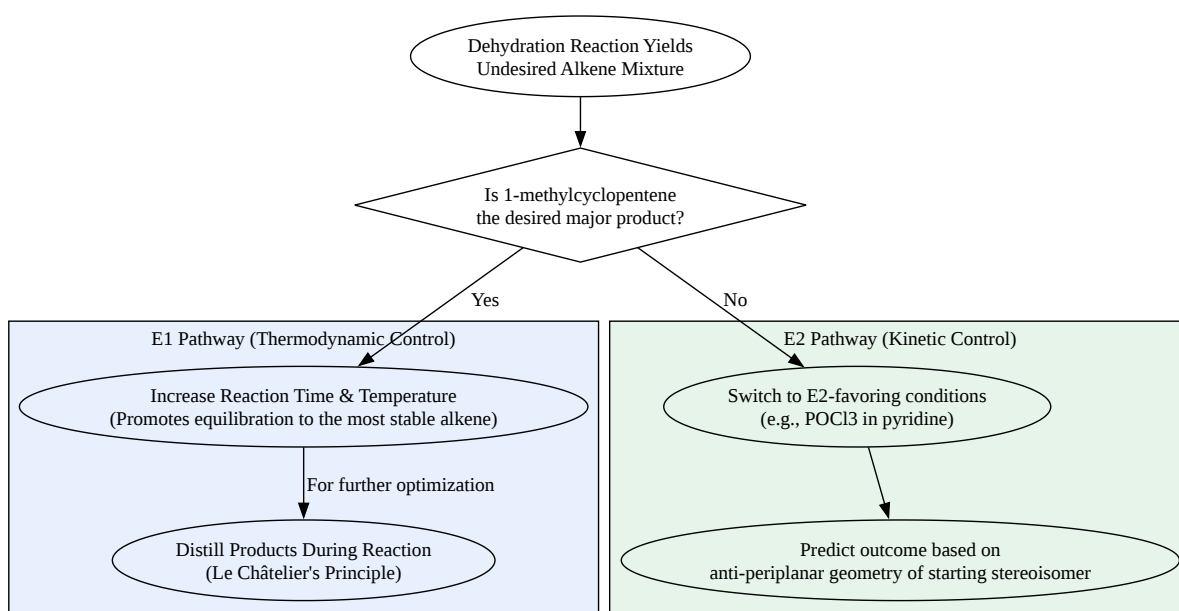 Dehydration Reaction Yields
Undesired Alkene Mixture
Is 1-methylcyclopentene
the desired major product?
Yes
No
E1 Pathway (Thermodynamic Control)
Increase Reaction Time & Temperature
(Promotes equilibration to the most stable alkene)
For further optimization
Distill Products During Reaction
(Le Châtelier's Principle)
E2 Pathway (Kinetic Control)
Switch to E2-favoring conditions
(e.g., POCl3 in pyridine)
Predict outcome based on
anti-periplanar geometry of starting stereoisomer